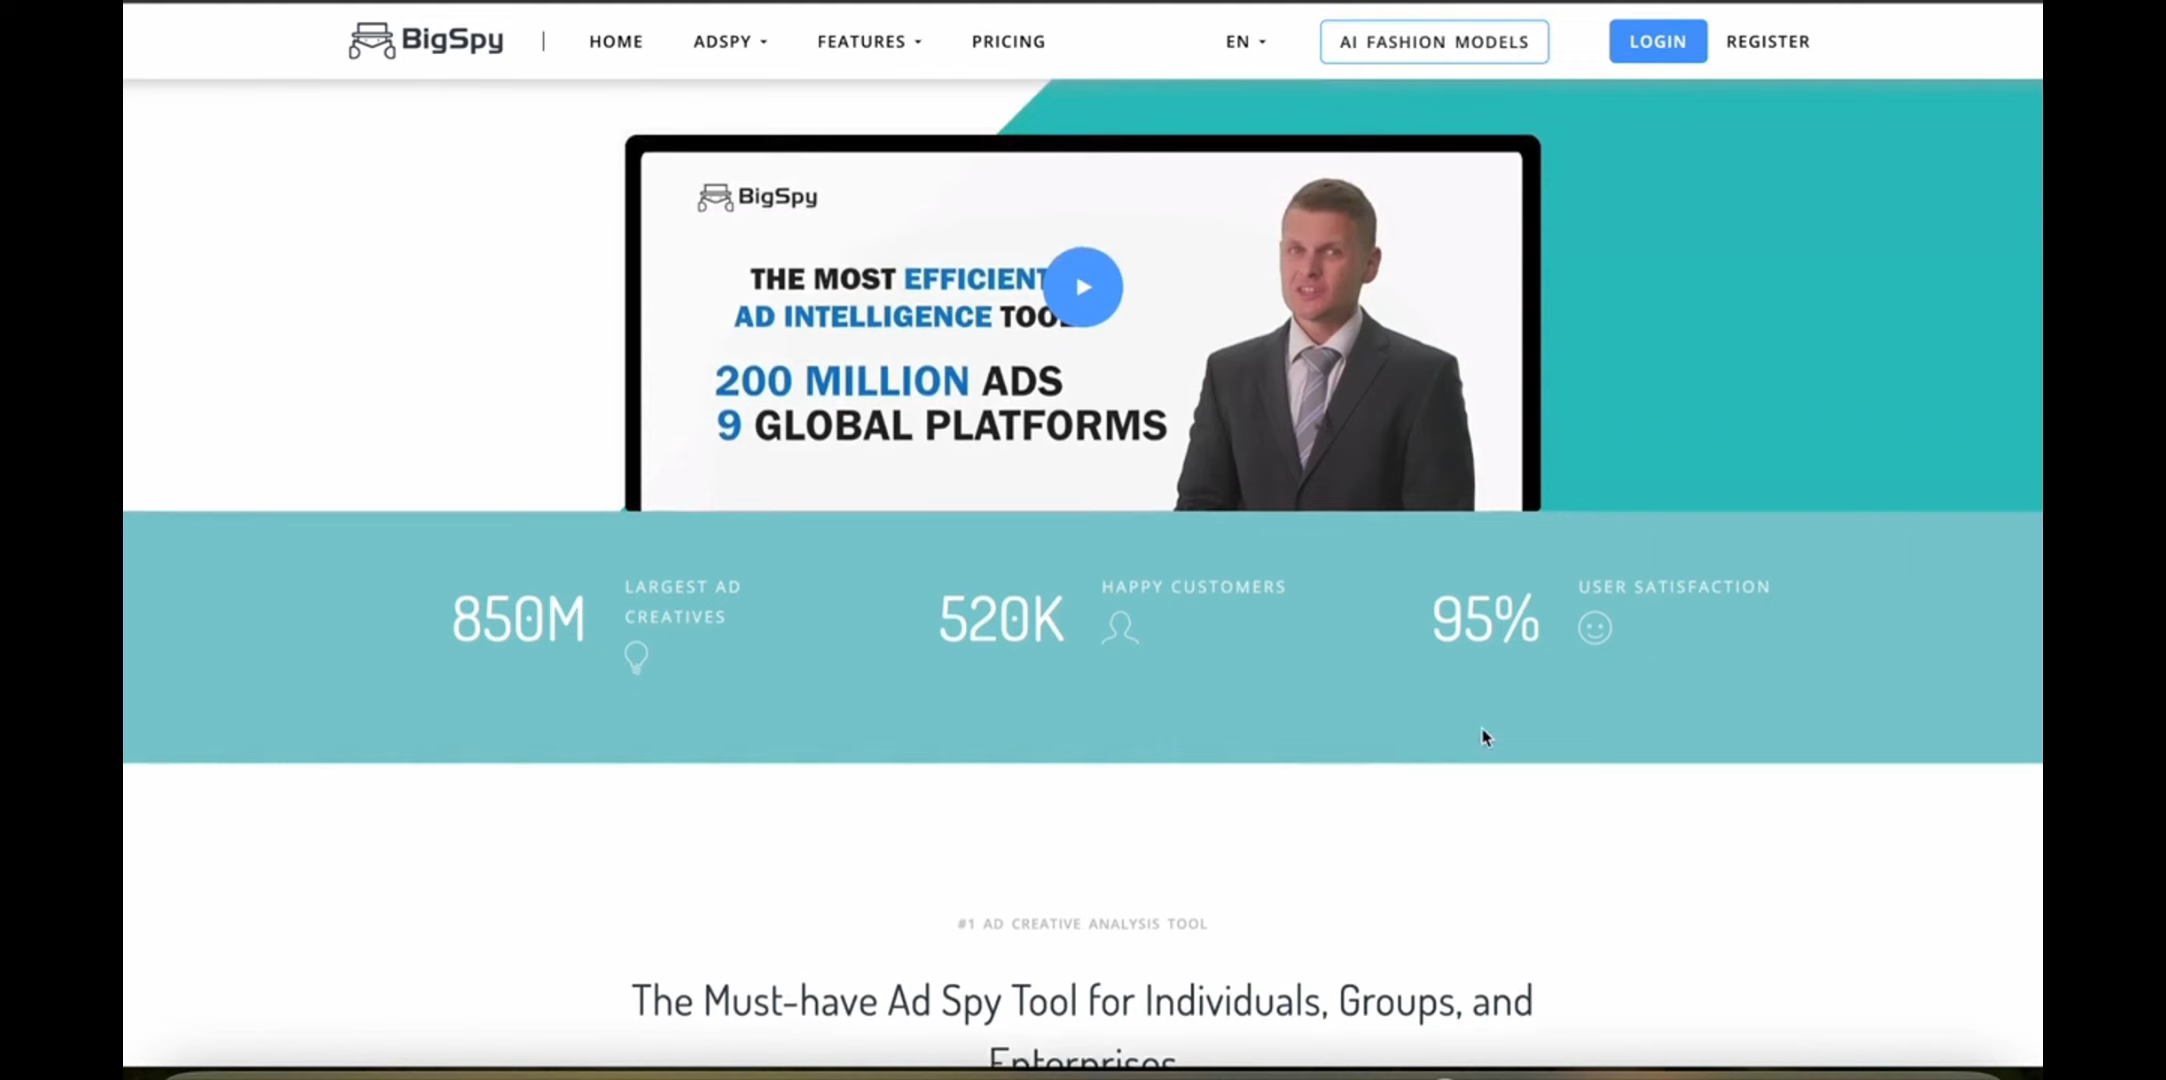 BigSpy
HOME
ADSPY
FEATURES
PRICING
EN
AI FASHION MODELS
LOGIN
REGISTER
BigSpy
THE MOST EFFICIENT
AD INTELLIGENCE TOOL
200 MILLION ADS
9 GLOBAL PLATFORMS
850M
LARGEST AD
CREATIVES
520K
HAPPY CUSTOMERS
95%
USER SATISFACTION
#1 AD CREATIVE ANALYSIS TOOL
The Must-have Ad Spy Tool for Individuals, Groups, and
Enterprises